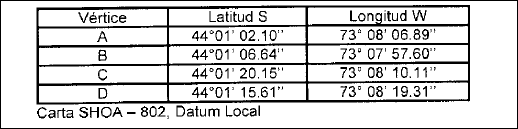 Vértice Latitud S Longitud W
A 44°01' 02.10'' 73° 08' 06.89''
B 44°01' 06.64'' 73° 07' 57.60''
C 44°01' 20.15'' 73° 08' 10.11''
D 44°01' 15.61'' 73° 08' 19.31''
Carta SHOA – 802, Datum Local